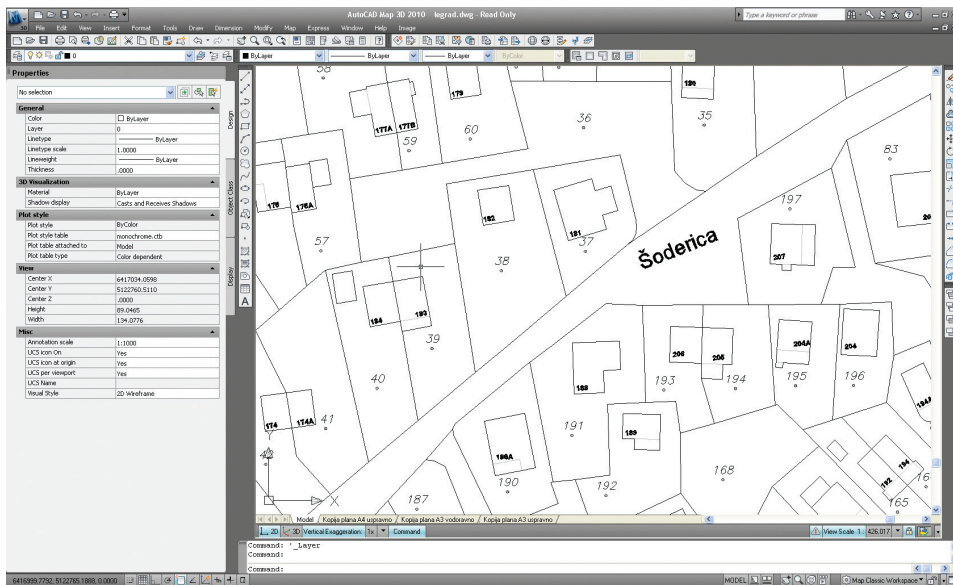 AutoCAD Map 3D 2010 legrad.dwg - Read Only
Type a keyword or phrase
File Edit View Insert Format Tools Draw Dimension Modify Map Express Window Help Image
0
ByLayer
ByLayer
ByLayer
ByColor
Properties
No selection
General
Color ByLayer
Layer 0
Linetype ByLayer
Linetype scale 1.0000
Lineweight ByLayer
Thickness .0000
3D Visualization
Material ByLayer
Shadow display Casts and Receives Shadows
Plot style
Plot style ByColor
Plot style table monochrome.ctb
Plot table attached to Model
Plot table type Color dependent
View
Center X 6417034.0598
Center Y 5122760.5110
Center Z .0000
Height 89.0465
Width 134.0776
Misc
Annotation scale 1:1000
UCS icon On Yes
UCS icon at origin Yes
UCS per viewport Yes
UCS Name
Visual Style 2D Wireframe
Design
Object Class
Display
58
179
180
177A 177B
59
60
36
35
83
176 175A
182
197
57
181
37
38
Šoderica
207
20
184 183
39
206 205
204A 204
40
188
193 194 195 196
174 174A 41
191
189
186A
168
190
192
187
192 194
165
X
Model Kopija plana A4 uspravno Kopija plana A3 vodoravno Kopija plana A3 uspravno
2D 3D Vertical Exaggeration: 1x Command
View Scale 1: 426.017
Command: '_Layer
Command:
Command:
6416999.7792, 5122765.1888, 0.0000
MODEL
Map Classic Workspace